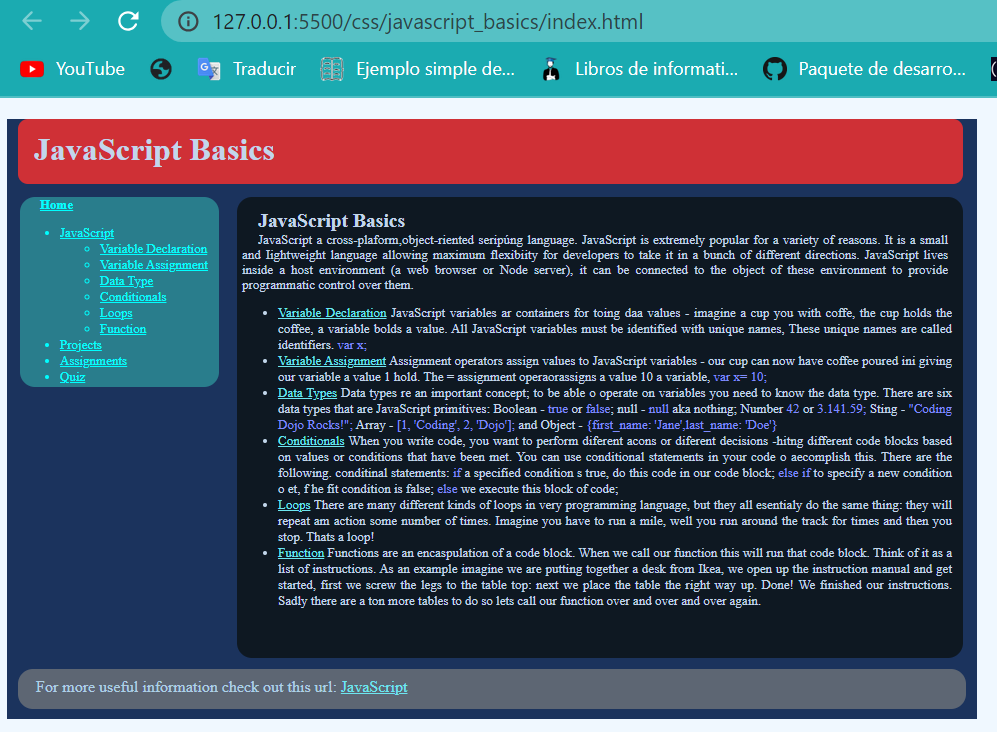 127.0.0.1:5500/css/javascript_basics/index.html
YouTube Traducir Ejemplo simple de... Libros de informati... Paquete de desarro...
JavaScript Basics
Home
JavaScript
Variable Declaration
Variable Assignment
Data Type
Conditionals
Loops
Function
Projects
Assignments
Quiz
JavaScript Basics
JavaScript a cross-plaform,object-riented seripúng language. JavaScript is extremely popular for a variety of reasons. It is a small
and Iightweight language allowing maximum flexibiity for developers to take it in a bunch of different directions. JavaScript lives
inside a host environment (a web browser or Node server), it can be connected to the object of these environment to provide
programmatic control over them.
Variable Declaration JavaScript variables ar containers for toing daa values - imagine a cup you with coffe, the cup holds the
coffee, a variable bolds a value. All JavaScript variables must be identified with unique names, These unique names are called
identifiers. var x;
Variable Assignment Assignment operators assign values to JavaScript variables - our cup can now have coffee poured ini giving
our variable a value 1 hold. The = assignment operaorassigns a value 10 a variable, var x= 10;
Data Types Data types re an important concept; to be able o operate on variables you need to know the data type. There are six
data types that are JavaScript primitives: Boolean - true or false; null - null aka nothing; Number 42 or 3.141.59; Sting - "Coding
Dojo Rocks!"; Array - [1, 'Coding', 2, 'Dojo']; and Object - {first_name: 'Jane',last_name: 'Doe'}
Conditionals When you write code, you want to perform diferent acons or diferent decisions -hitng different code blocks based
on values or conditions that have been met. You can use conditional statements in your code o aecomplish this. There are the
following. conditinal statements: if a specified condition s true, do this code in our code block; else if to specify a new condition
o et, f he fit condition is false; else we execute this block of code;
Loops There are many different kinds of loops in very programming language, but they all esentialy do the same thing: they will
repeat am action some number of times. Imagine you have to run a mile, well you run around the track for times and then you
stop. Thats a loop!
Function Functions are an encaspulation of a code block. When we call our function this will run that code block. Think of it as a
list of instructions. As an example imagine we are putting together a desk from Ikea, we open up the instruction manual and get
started, first we screw the legs to the table top: next we place the table the right way up. Done! We finished our instructions.
Sadly there are a ton more tables to do so lets call our function over and over and over again.
For more useful information check out this url: JavaScript